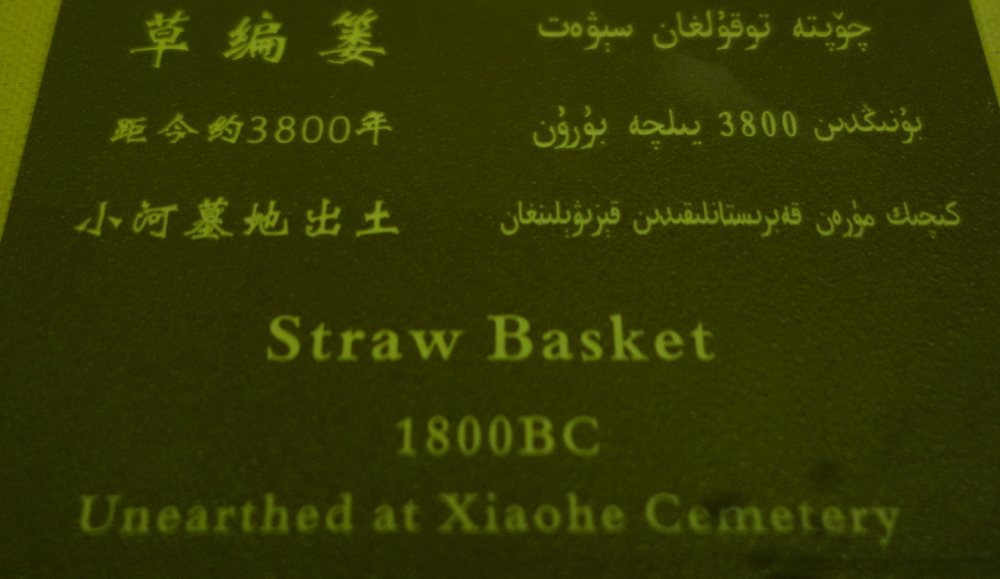 草编篓
چۆپتە توقۇلغان سېۋەت
距今约3800年
بۇنىڭدىن 3800 يىلچە بۇرۇن
小河墓地出土
كىچىك مۇرەن قەبرىستانلىقىدىن قېزىۋېلىنغان
Straw Basket
1800BC
Unearthed at Xiaohe Cemetery